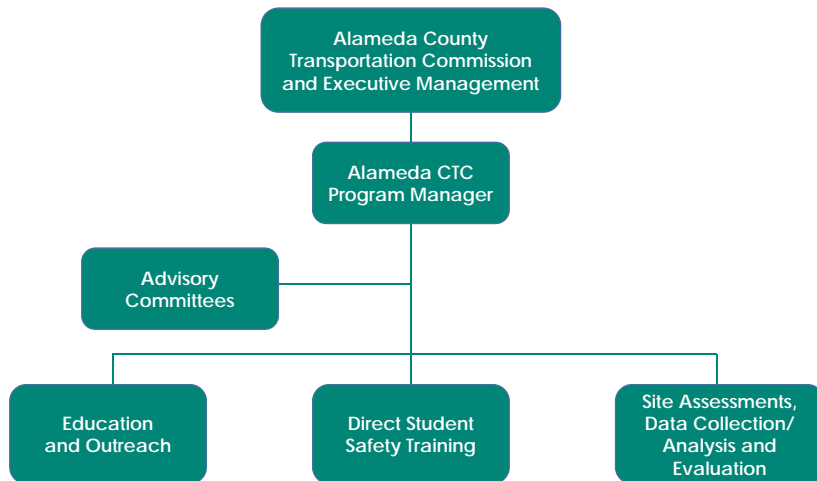 Alameda County
Transportation Commission
and Executive Management
Alameda CTC
Program Manager
Advisory
Committees
Education
and Outreach
Direct Student
Safety Training
Site Assessments,
Data Collection/
Analysis and
Evaluation